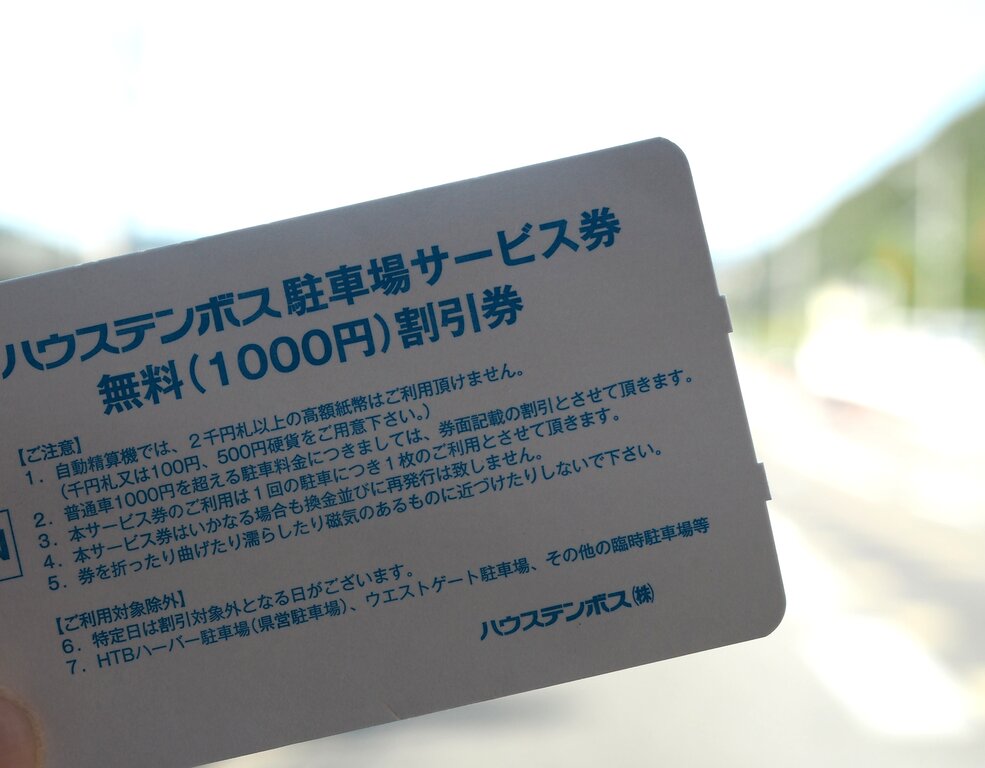 ハウステンボス駐車場サービス券
無料(1000円)割引券
【ご注意】
1. 自動精算機では、2千円札以上の高額紙幣はご利用頂けません。
(千円札又は100円、500円硬貨をご用意下さい。)
2. 普通車1000円を超える駐車料金につきましては、券面記載の割引とさせて頂きます。
3. 本サービス券のご利用は1回の駐車につき1枚のご利用とさせて頂きます。
4. 本サービス券はいかなる場合も換金並びに再発行は致しません。
5. 券を折ったり曲げたり濡らしたり磁気のあるものに近づけたりしないで下さい。
【ご利用対象除外】
6. 特定日は割引対象外となる日がございます。
7. HTBハーバー駐車場(県営駐車場)、ウエストゲート駐車場、その他の臨時駐車場等
ハウステンボス(株)